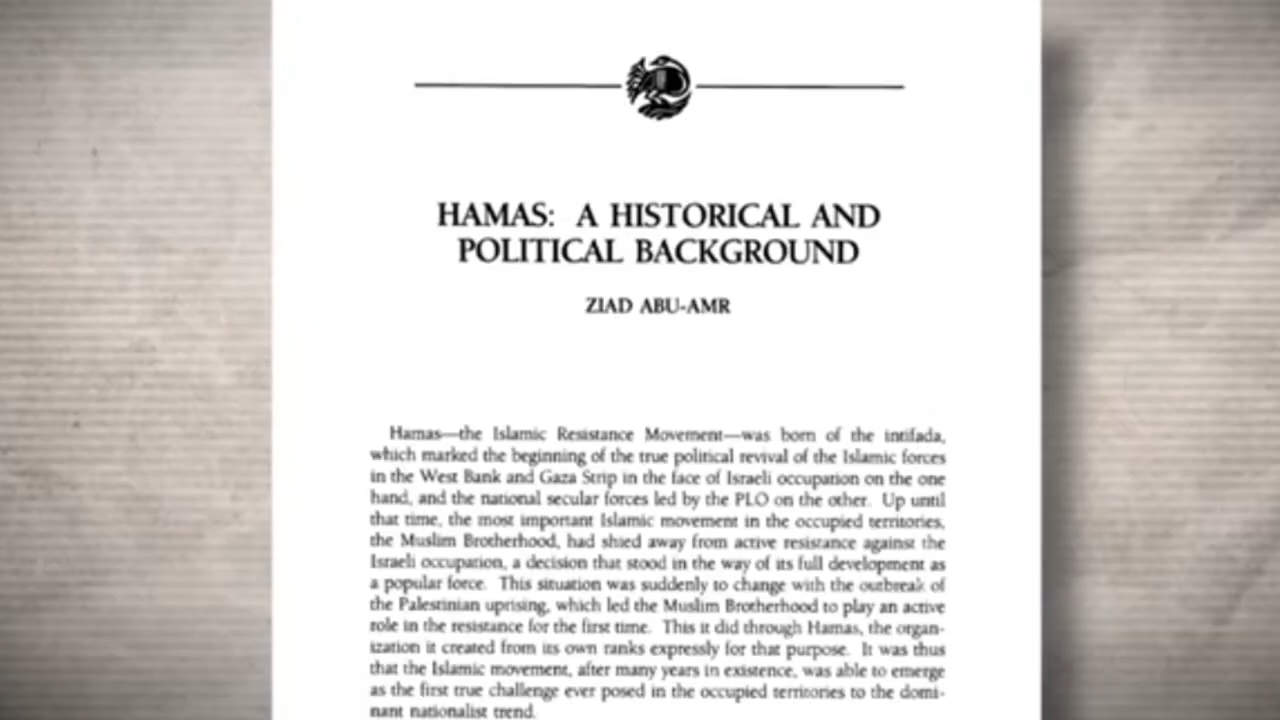 HAMAS: A HISTORICAL AND
POLITICAL BACKGROUND
ZIAD ABU-AMR
Hamas—the Islamic Resistance Movement—was born of the intifada,
which marked the beginning of the true political revival of the Islamic forces
in the West Bank and Gaza Strip in the face of Israeli occupation on the one
hand, and the national secular forces led by the PLO on the other. Up until
that time, the most important Islamic movement in the occupied territories,
the Muslim Brotherhood, had shied away from active resistance against the
Israeli occupation, a decision that stood in the way of its full development as
a popular force. This situation was suddenly to change with the outbreak of
the Palestinian uprising, which led the Muslim Brotherhood to play an active
role in the resistance for the first time. This it did through Hamas, the organ-
ization it created from its own ranks expressly for that purpose. It was thus
that the Islamic movement, after many years in existence, was able to emerge
as the first true challenge ever posed in the occupied territories to the domi-
nant nationalist trend.